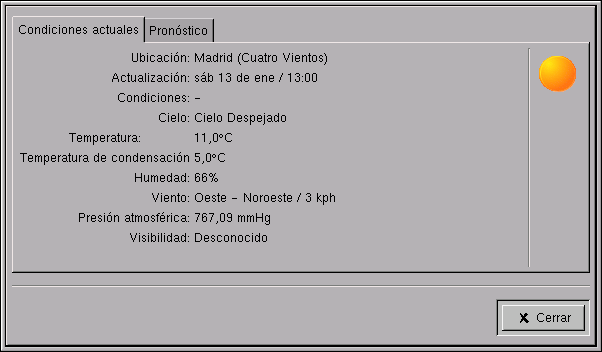 Condiciones actuales Pronóstico
Ubicación: Madrid (Cuatro Vientos)
Actualización: sáb 13 de ene / 13:00
Condiciones: –
Cielo: Cielo Despejado
Temperatura: 11,0ºC
Temperatura de condensación 5,0ºC
Humedad: 66%
Viento: Oeste – Noroeste / 3 kph
Presión atmosférica: 767,09 mmHg
Visibilidad: Desconocido
Cerrar